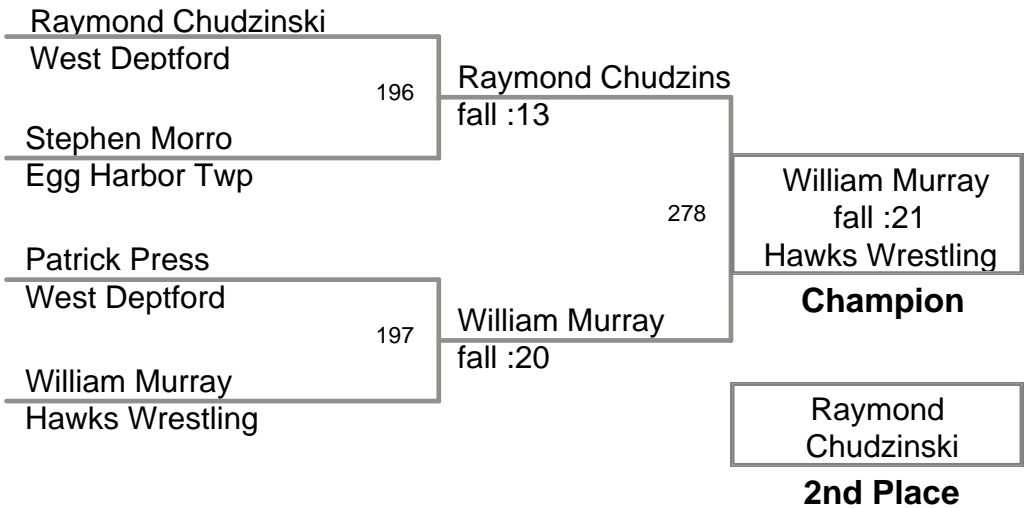 Raymond Chudzinski
West Deptford
196
Stephen Morro
Egg Harbor Twp
Raymond Chudzins
fall :13
Patrick Press
West Deptford
197
William Murray
Hawks Wrestling
William Murray
fall :20
278
William Murray
fall :21
Hawks Wrestling
Champion
Raymond
Chudzinski
2nd Place